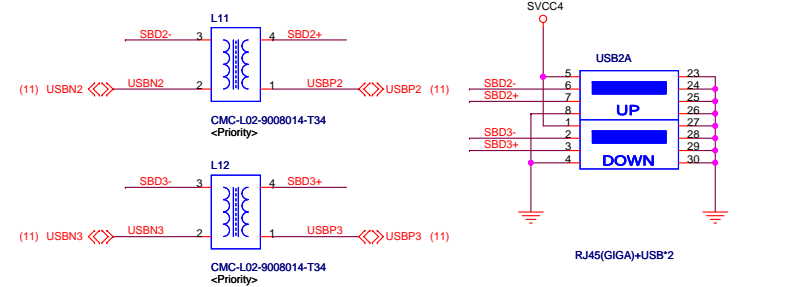 L11
SBD2- 3 4 SBD2+
(11) USBN2 USBN2 2 1 USBP2 USBP2 (11)
CMC-L02-9008014-T34
<Priority>
L12
SBD3- 3 4 SBD3+
(11) USBN3 USBN3 2 1 USBP3 USBP3 (11)
CMC-L02-9008014-T34
<Priority>
SVCC4
USB2A
5 23
SBD2- 6 24
SBD2+ 7 25
8 UP 26
1 27
SBD3- 2 28
SBD3+ 3 29
4 DOWN 30
RJ45(GIGA)+USB*2